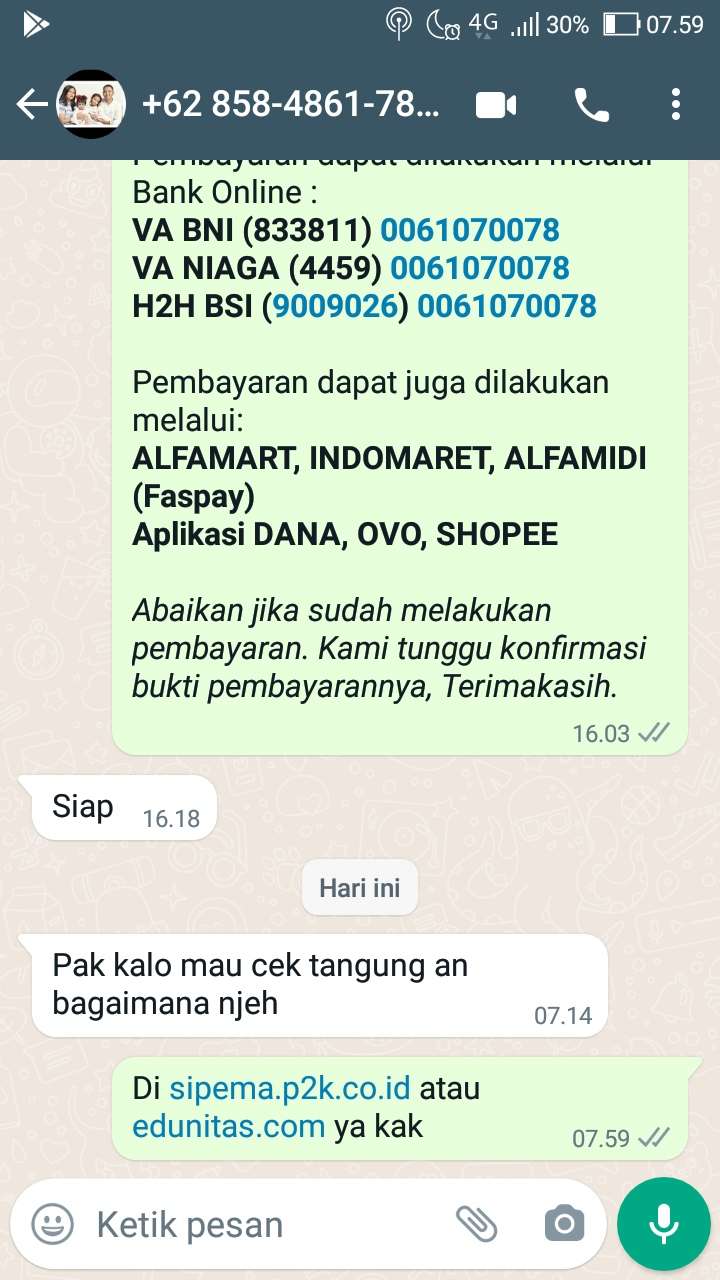 4G 30% 07.59
+62 858-4861-78...
Pembayaran dapat dilakukan melalui
Bank Online :
VA BNI (833811) 0061070078
VA NIAGA (4459) 0061070078
H2H BSI (9009026) 0061070078
Pembayaran dapat juga dilakukan
melalui:
ALFAMART, INDOMARET, ALFAMIDI
(Faspay)
Aplikasi DANA, OVO, SHOPEE
Abaikan jika sudah melakukan
pembayaran. Kami tunggu konfirmasi
bukti pembayarannya, Terimakasih.
16.03
Siap 16.18
Hari ini
Pak kalo mau cek tangung an
bagaimana njeh
07.14
Di sipema.p2k.co.id atau
edunitas.com ya kak
07.59
Ketik pesan